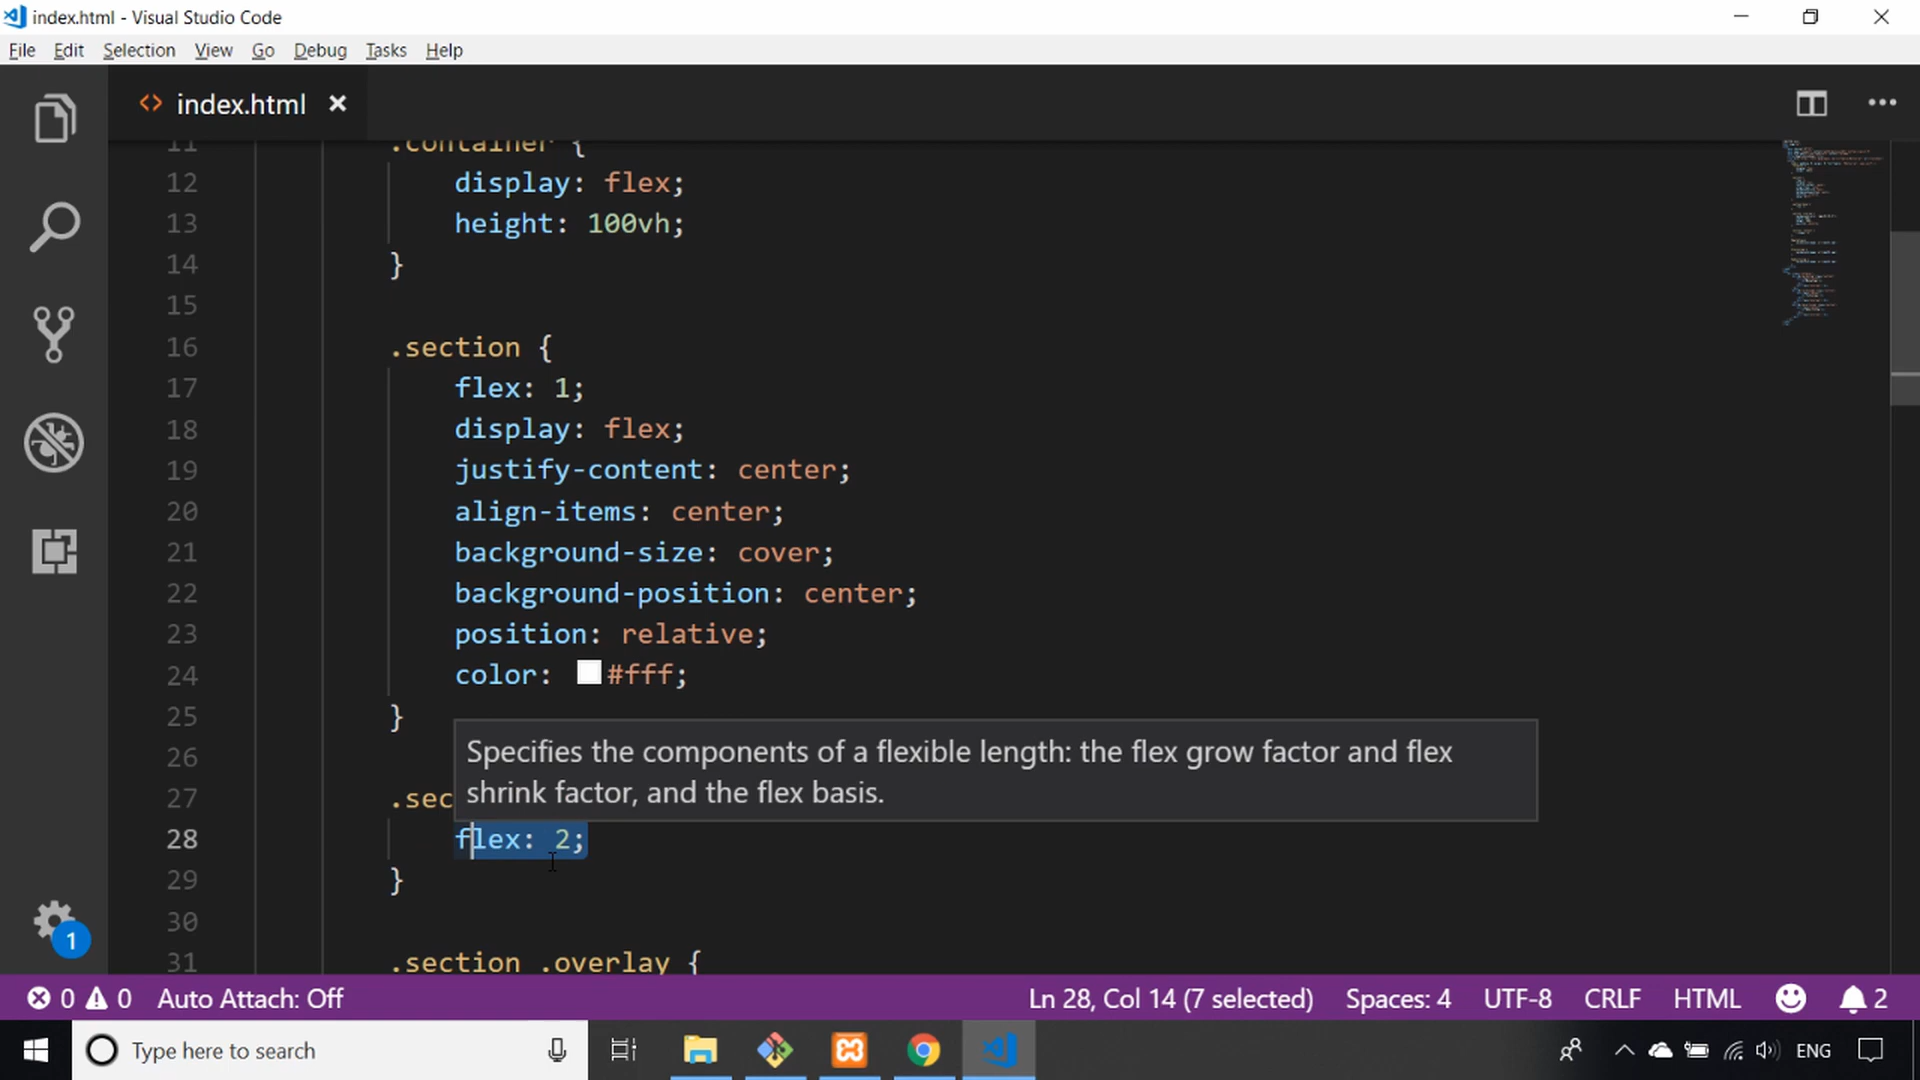 index.html - Visual Studio Code
File Edit Selection View Go Debug Tasks Help
<> index.html
11 .container {
12 display: flex;
13 height: 100vh;
14 }
15
16 .section {
17 flex: 1;
18 display: flex;
19 justify-content: center;
20 align-items: center;
21 background-size: cover;
22 background-position: center;
23 position: relative;
24 color: #fff;
25 }
26
Specifies the components of a flexible length: the flex grow factor and flex
shrink factor, and the flex basis.
27 .sec
28 flex: 2;
29 }
30
31 .section .overlay {
1
0 0 Auto Attach: Off Ln 28, Col 14 (7 selected) Spaces: 4 UTF-8 CRLF HTML 2
Type here to search ENG